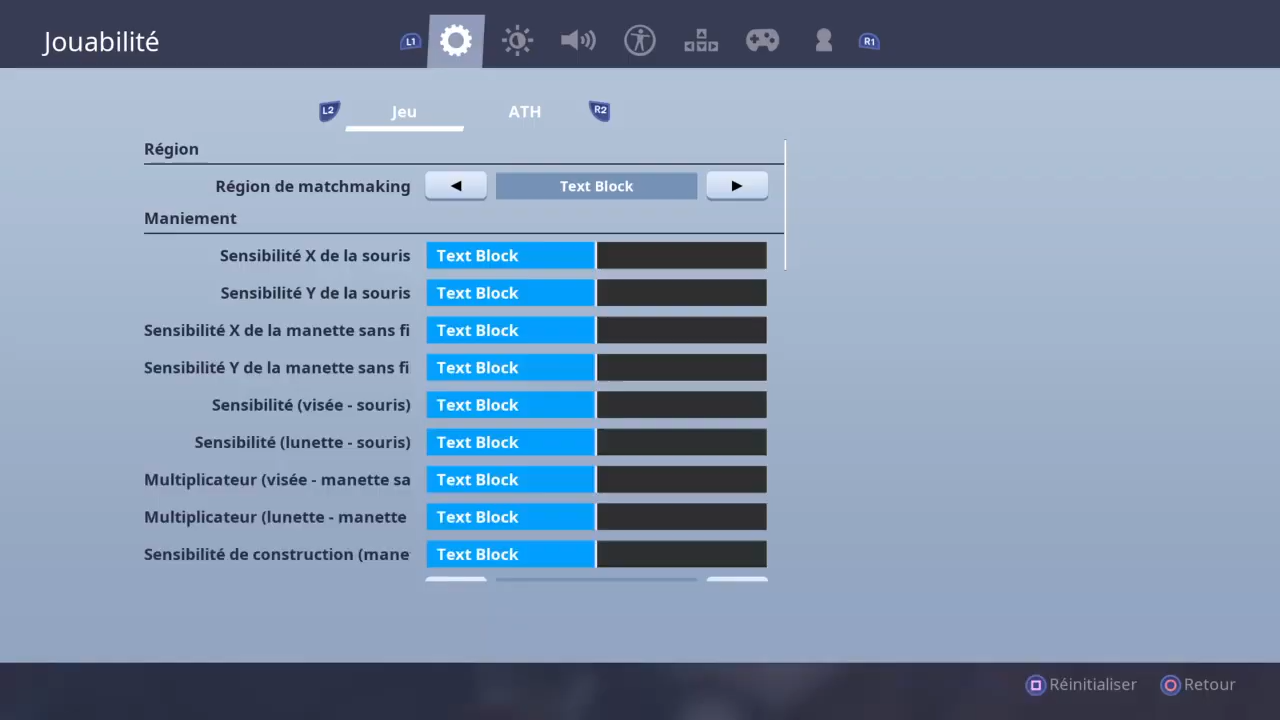 Jouabilité
L1
R1
L2
Jeu
ATH
R2
Région
Région de matchmaking
Text Block
Maniement
Sensibilité X de la souris
Text Block
Sensibilité Y de la souris
Text Block
Sensibilité X de la manette sans fi
Text Block
Sensibilité Y de la manette sans fi
Text Block
Sensibilité (visée - souris)
Text Block
Sensibilité (lunette - souris)
Text Block
Multiplicateur (visée - manette sa
Text Block
Multiplicateur (lunette - manette
Text Block
Sensibilité de construction (mane
Text Block
Réinitialiser
Retour